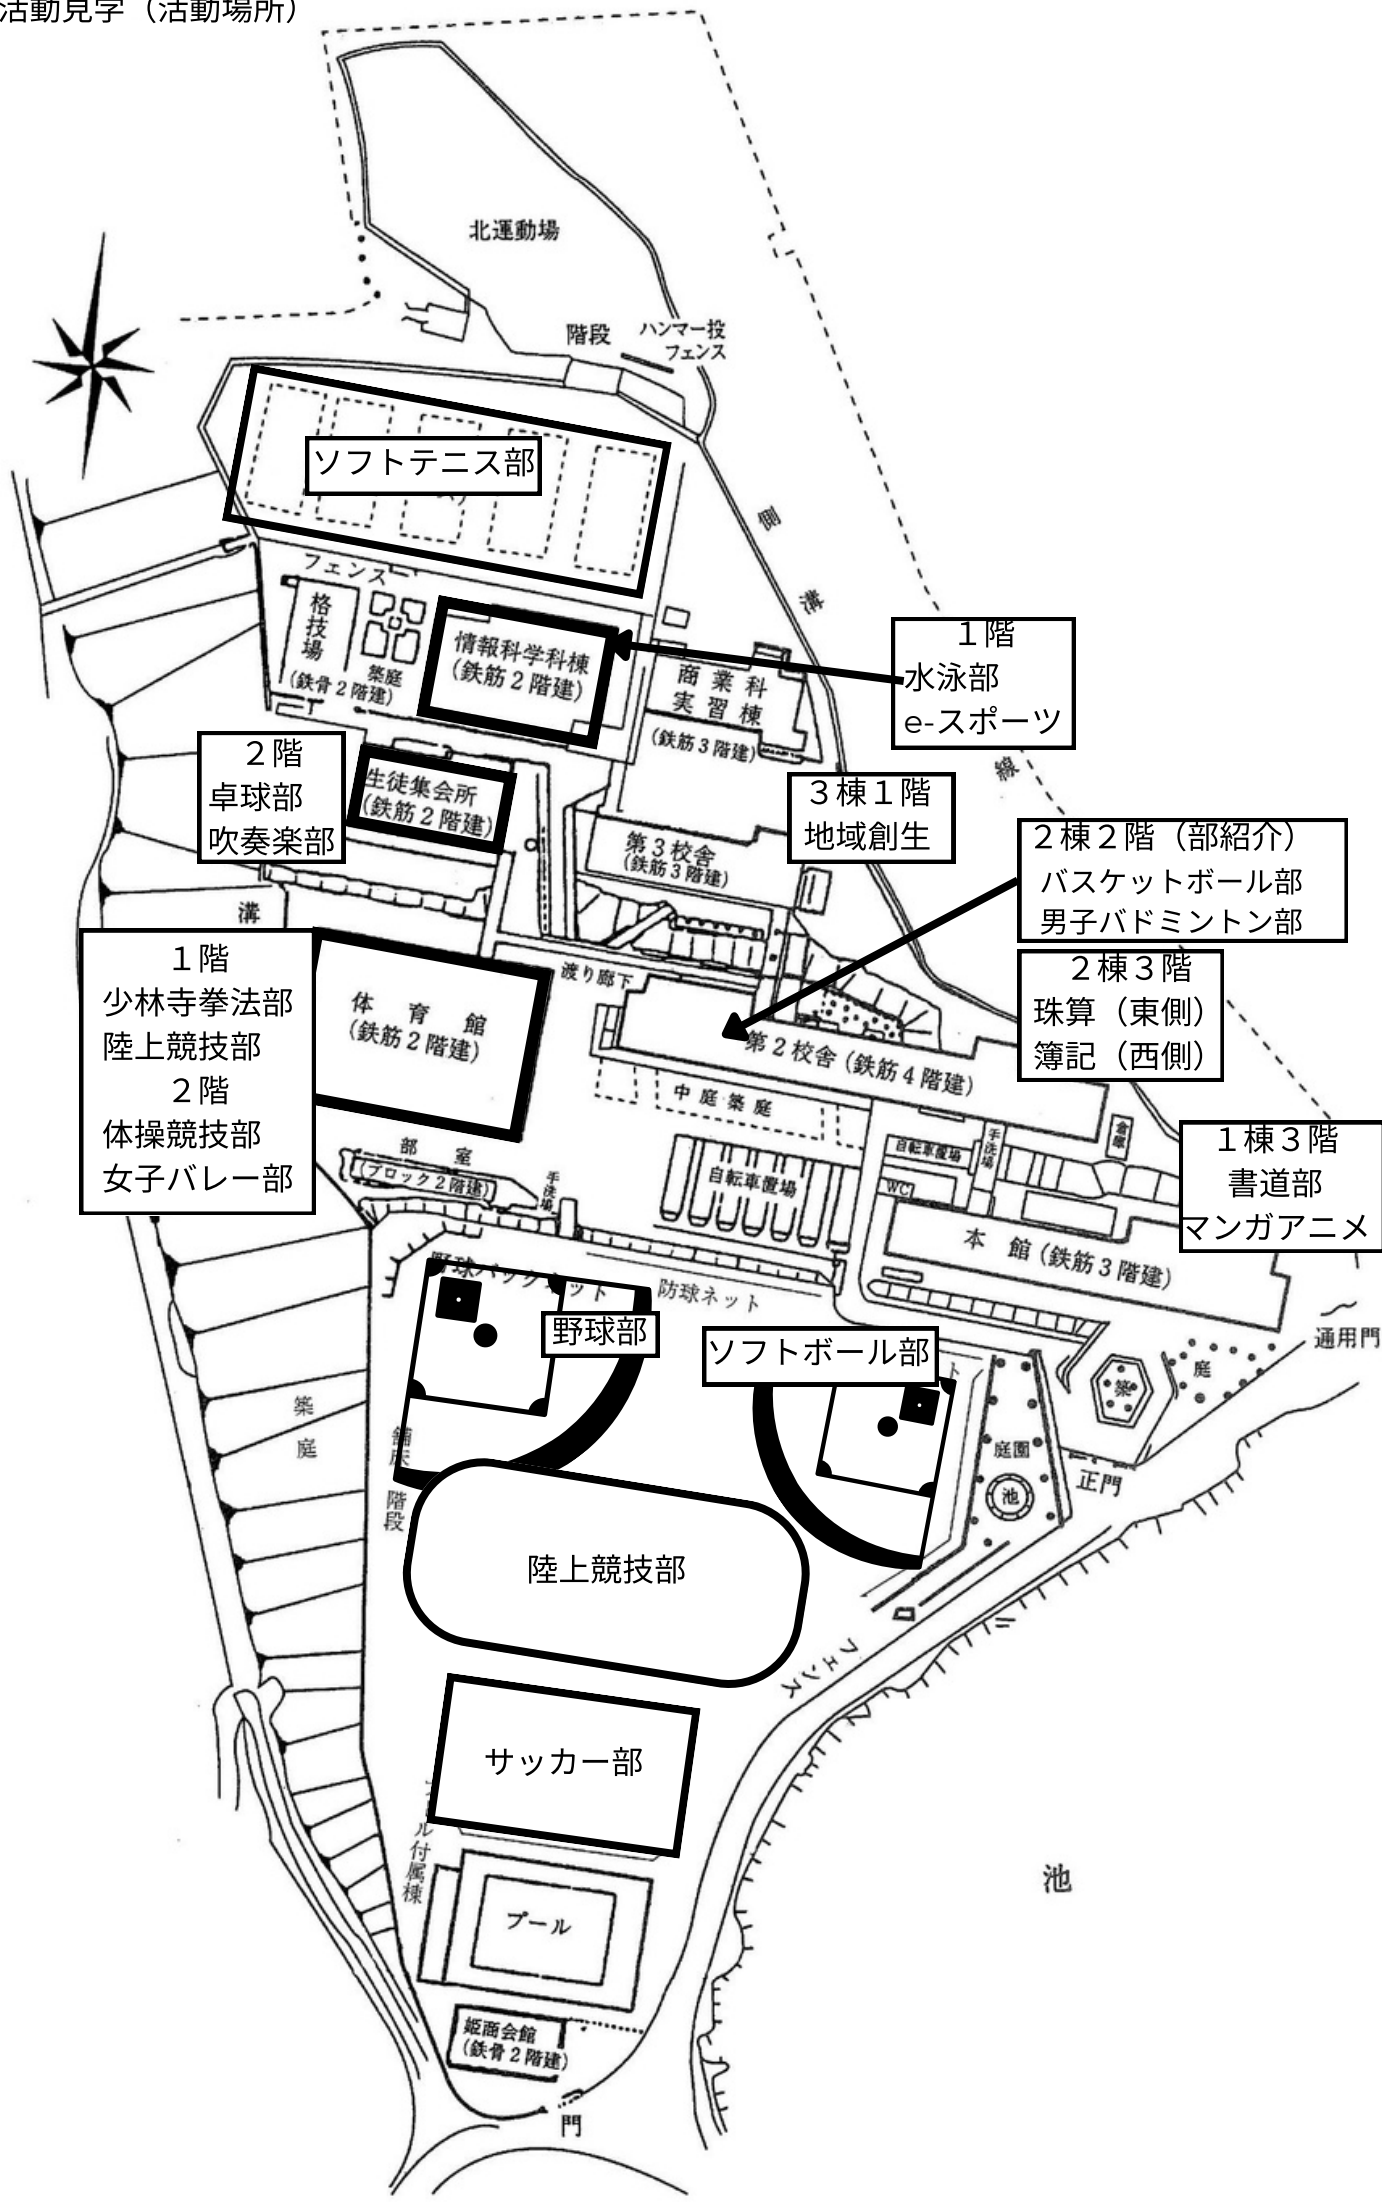 活動見学（活動場所）
北運動場
階段
ハンマー投
フェンス
ソフトテニス部
側
溝
線
フェンス
格技場
(鉄骨２階建)
築庭
情報科学科棟
(鉄筋２階建)
商業科
実習棟
(鉄筋３階建)
１階
水泳部
e-スポーツ
２階
卓球部
吹奏楽部
生徒集会所
(鉄筋２階建)
３棟１階
地域創生
第３校舎
(鉄筋３階建)
２棟２階（部紹介）
バスケットボール部
男子バドミントン部
溝
渡り廊下
２棟３階
珠算（東側）
簿記（西側）
１階
少林寺拳法部
陸上競技部
２階
体操競技部
女子バレー部
体育館
(鉄筋２階建)
第２校舎(鉄筋４階建)
中庭築庭
部室
(ブロック２階建)
手洗場
自転車置場
自転車置場
手洗場
倉庫
WC
１棟３階
書道部
マンガアニメ
本館(鉄筋３階建)
野球バックネット
防球ネット
野球部
ソフトボール部
ト
通用門
庭
築
築
庭
階段
庭園
池
正門
陸上競技部
フェンス
サッカー部
ル付属棟
プール
池
姫商会館
(鉄骨２階建)
門